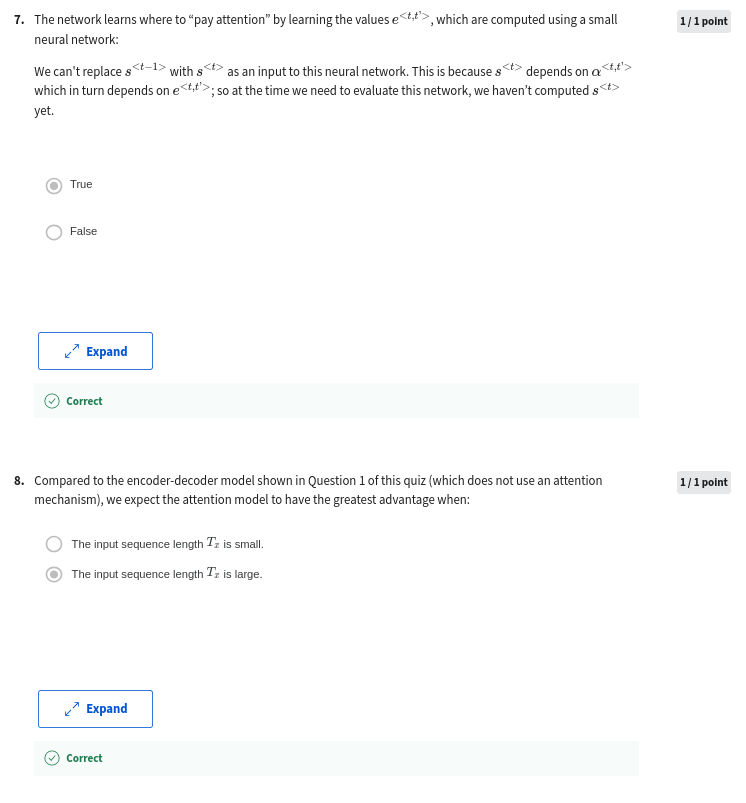 7. The network learns where to “pay attention” by learning the values e^{<t,t'>}, which are computed using a small
1 / 1 point
neural network:
We can't replace s^{<t−1>} with s^{<t>} as an input to this neural network. This is because s^{<t>} depends on α^{<t,t'>}
which in turn depends on e^{<t,t'>}; so at the time we need to evaluate this network, we haven't computed s^{<t>}
yet.
True
False
Expand
Correct
8. Compared to the encoder-decoder model shown in Question 1 of this quiz (which does not use an attention
1 / 1 point
mechanism), we expect the attention model to have the greatest advantage when:
The input sequence length T_x is small.
The input sequence length T_x is large.
Expand
Correct